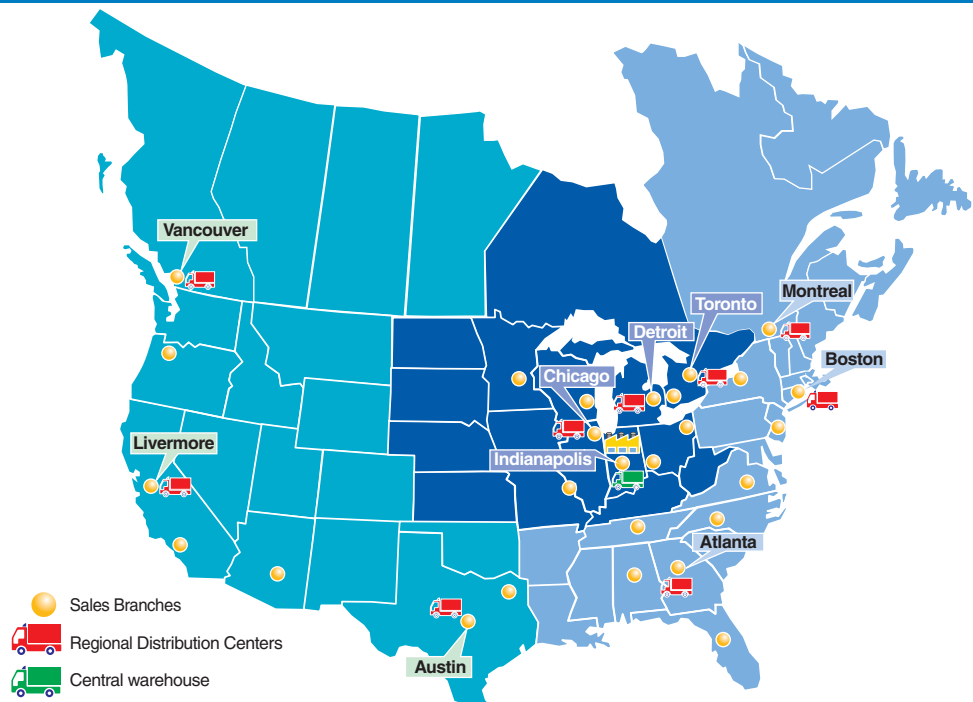 Vancouver
Montreal
Toronto
Detroit
Boston
Chicago
Livermore
Indianapolis
Atlanta
Sales Branches
Regional Distribution Centers
Austin
Central warehouse